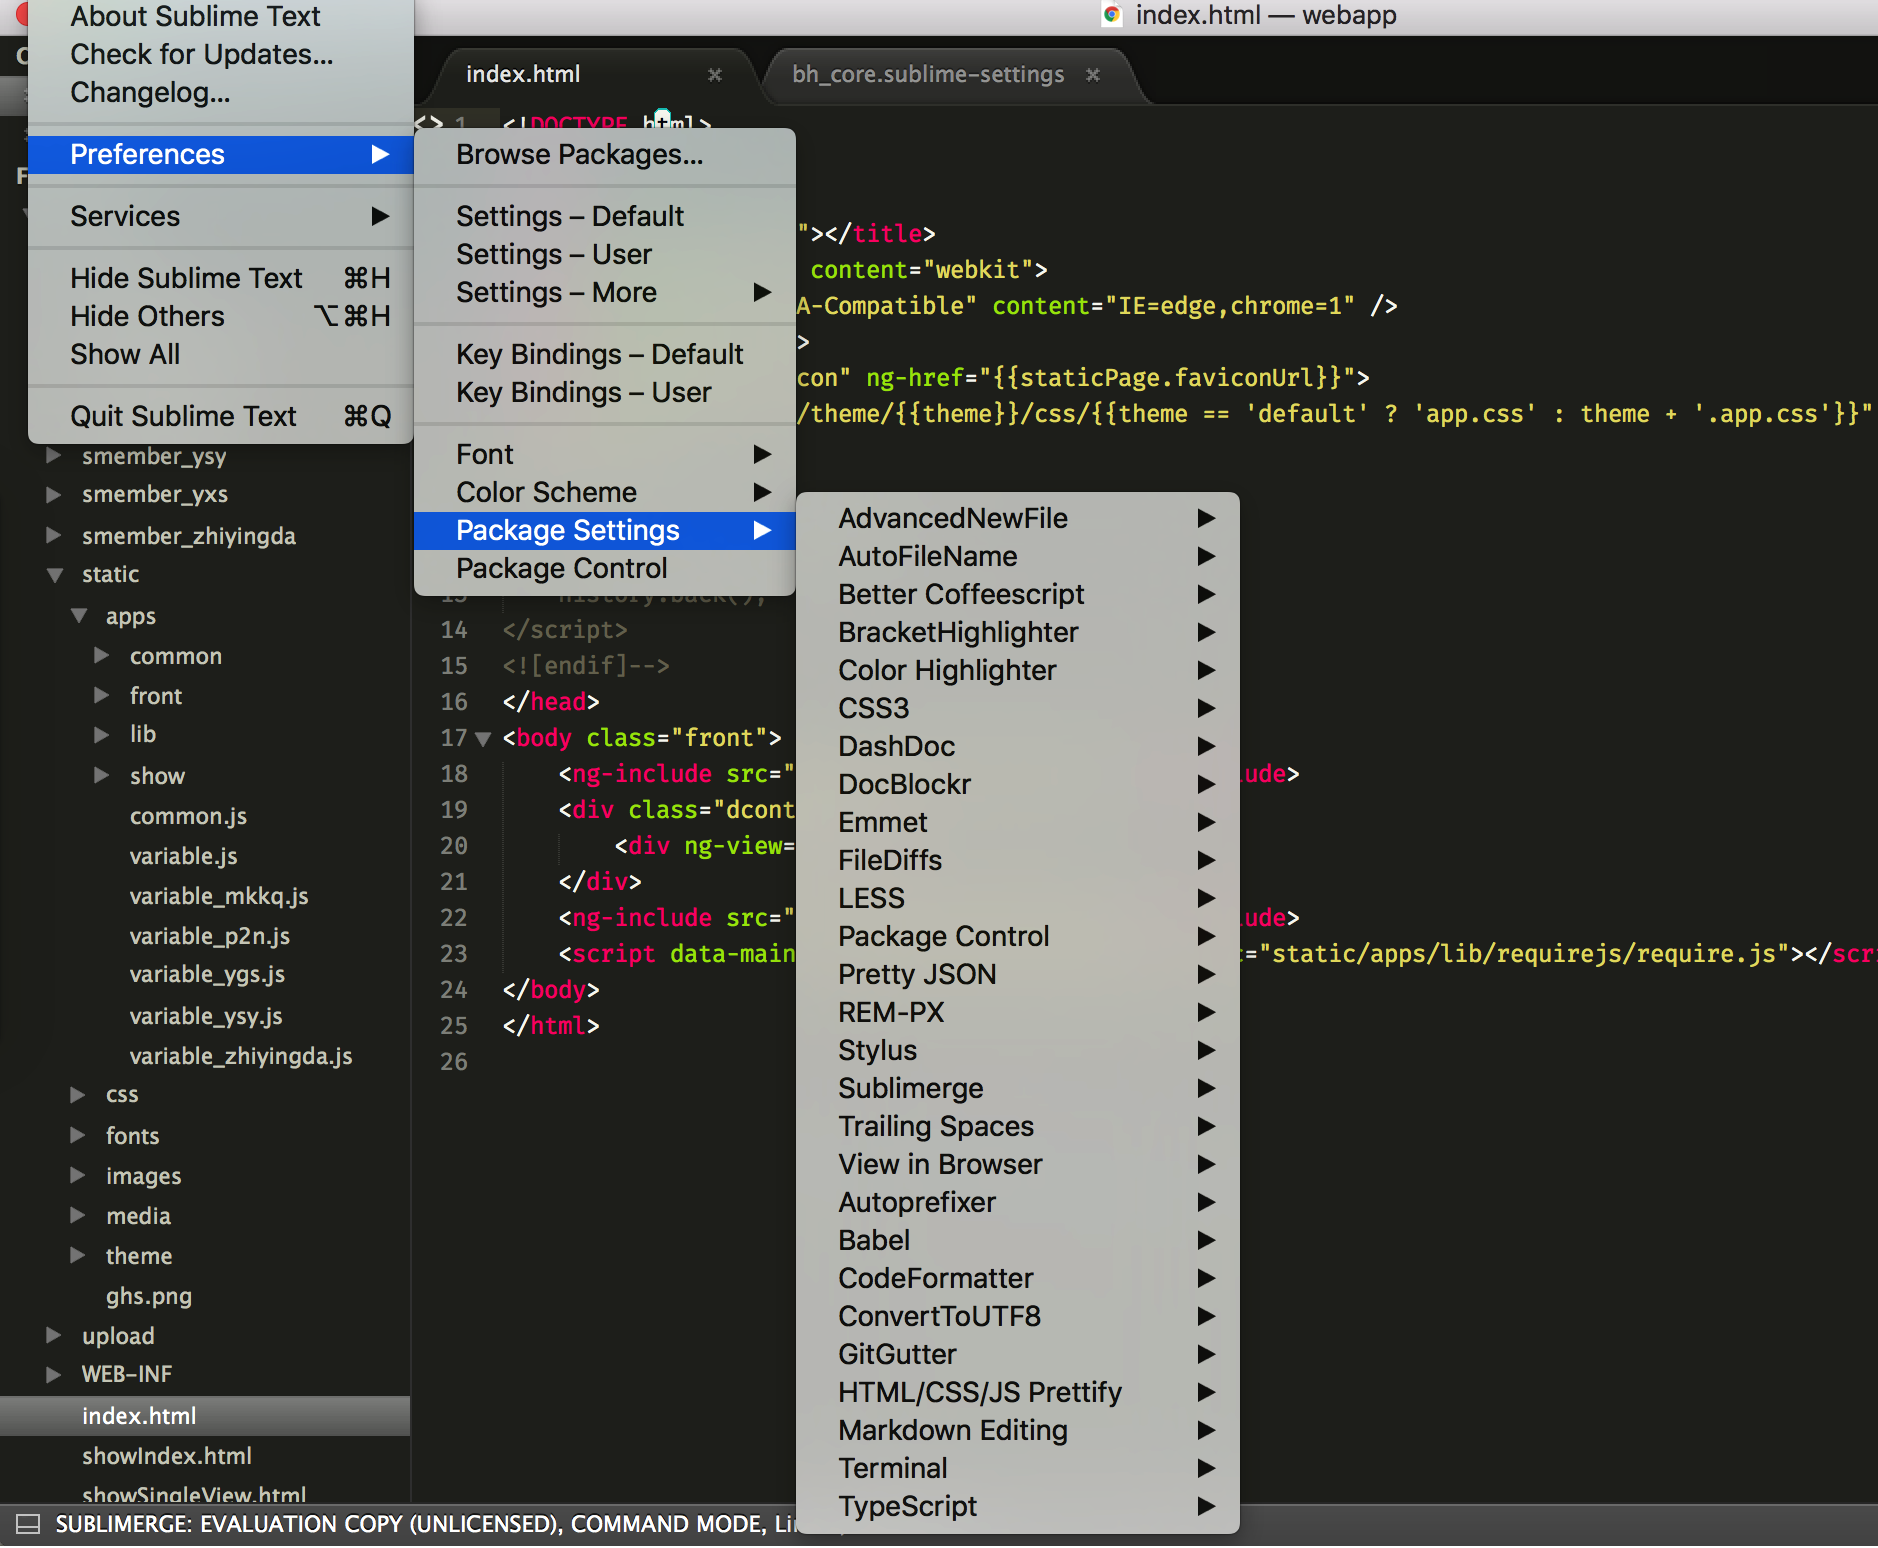 index.html — webapp
About Sublime Text
Check for Updates...
Changelog...
Preferences
Services
Hide Sublime Text ⌘H
Hide Others ⌥⌘H
Show All
Quit Sublime Text ⌘Q
Browse Packages...
Settings – Default
Settings – User
Settings – More
Key Bindings – Default
Key Bindings – User
Font
Color Scheme
Package Settings
Package Control
AdvancedNewFile
AutoFileName
Better Coffeescript
BracketHighlighter
Color Highlighter
CSS3
DashDoc
DocBlockr
Emmet
FileDiffs
LESS
Package Control
Pretty JSON
REM-PX
Stylus
Sublimerge
Trailing Spaces
View in Browser
Autoprefixer
Babel
CodeFormatter
ConvertToUTF8
GitGutter
HTML/CSS/JS Prettify
Markdown Editing
Terminal
TypeScript
smember_ysy
smember_yxs
smember_zhiyingda
static
apps
common
front
lib
show
common.js
variable.js
variable_mkkq.js
variable_p2n.js
variable_ygs.js
variable_ysy.js
variable_zhiyingda.js
css
fonts
images
media
theme
ghs.png
upload
WEB-INF
index.html
showIndex.html
showSingleView.html
index.html ×
bh_core.sublime-settings ×
1 <!DOCTYPE html>
"></title>
content="webkit">
A-Compatible" content="IE=edge,chrome=1" />
>
con" ng-href="{{staticPage.faviconUrl}}">
/theme/{{theme}}/css/{{theme == 'default' ? 'app.css' : theme + '.app.css'}}"
13 history.back();
14 </script>
15 <![endif]-->
16 </head>
17 <body class="front">
18 <ng-include src=" ude>
19 <div class="dcont
20 <div ng-view=
21 </div>
22 <ng-include src=" ude>
23 <script data-main ="static/apps/lib/requirejs/require.js"></scri
24 </body>
25 </html>
26
SUBLIMERGE: EVALUATION COPY (UNLICENSED), COMMAND MODE, Li